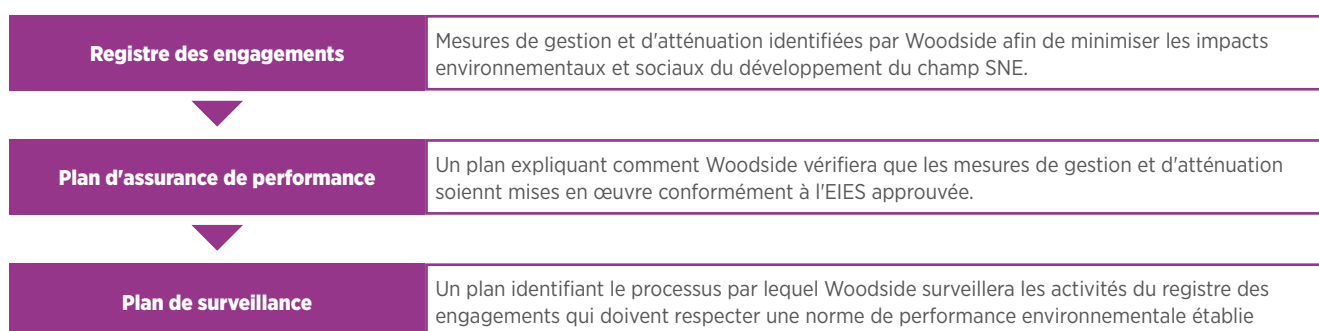 Registre des engagements
Mesures de gestion et d'atténuation identifiées par Woodside afin de minimiser les impacts
environnementaux et sociaux du développement du champ SNE.
Plan d'assurance de performance
Un plan expliquant comment Woodside vérifiera que les mesures de gestion et d'atténuation
soiennt mises en œuvre conformément à l'EIES approuvée.
Plan de surveillance
Un plan identifiant le processus par lequel Woodside surveillera les activités du registre des
engagements qui doivent respecter une norme de performance environnementale établie